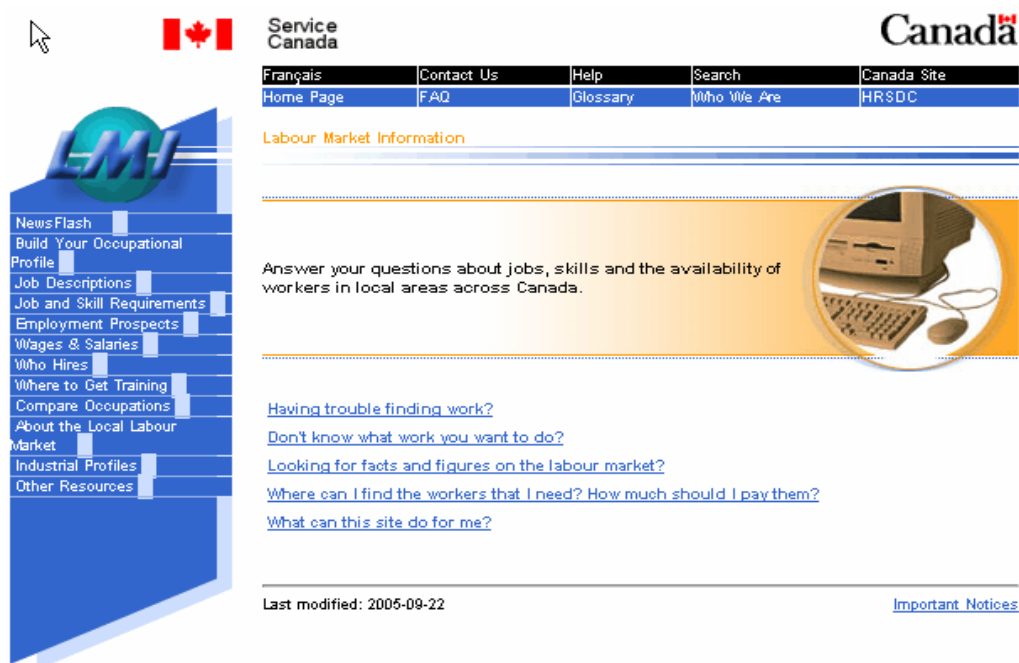 Service
Canada
Canada
Français Contact Us Help Search Canada Site
Home Page FAQ Glossary Who We Are HRSDC
LMI
Labour Market Information
NewsFlash
Build Your Occupational
Profile
Job Descriptions
Job and Skill Requirements
Employment Prospects
Wages & Salaries
Who Hires
Where to Get Training
Compare Occupations
About the Local Labour
Market
Industrial Profiles
Other Resources
Answer your questions about jobs, skills and the availability of
workers in local areas across Canada.
Having trouble finding work?
Don't know what work you want to do?
Looking for facts and figures on the labour market?
Where can I find the workers that I need? How much should I pay them?
What can this site do for me?
Last modified: 2005-09-22 Important Notices